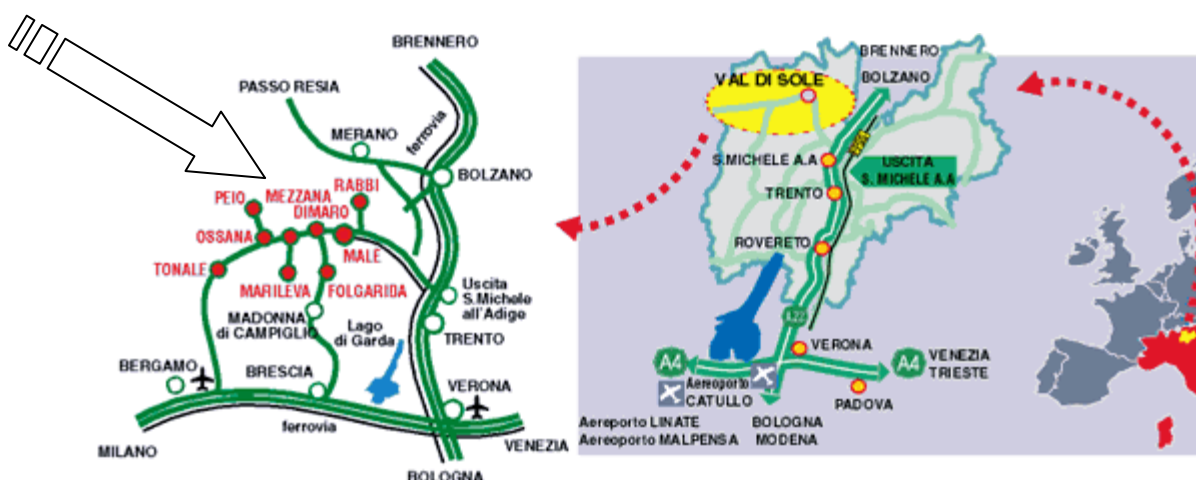 BRENNERO
PASSO RESIA
ferrovia
MERANO
BOLZANO
RABBI
PEIO
MEZZANA
DIMARO
OSSANA
MALE
TONALE
MARILEVA
FOLGARIDA
Uscita
S.Michele
all'Adige
MADONNA
di CAMPIGLIO
Lago
di Garda
TRENTO
BERGAMO
BRESCIA
VERONA
ferrovia
MILANO
VENEZIA
BOLOGNA
BRENNERO
VAL DI SOLE
BOLZANO
S.MICHELE A.A
USCITA
S. MICHELE A.A
TRENTO
ROVERETO
A22
VERONA
A4
A4
VENEZIA
TRIESTE
Aereoporto
CATULLO
PADOVA
Aereporto LINATE
Aereoporto MALPENSA
BOLOGNA
MODENA